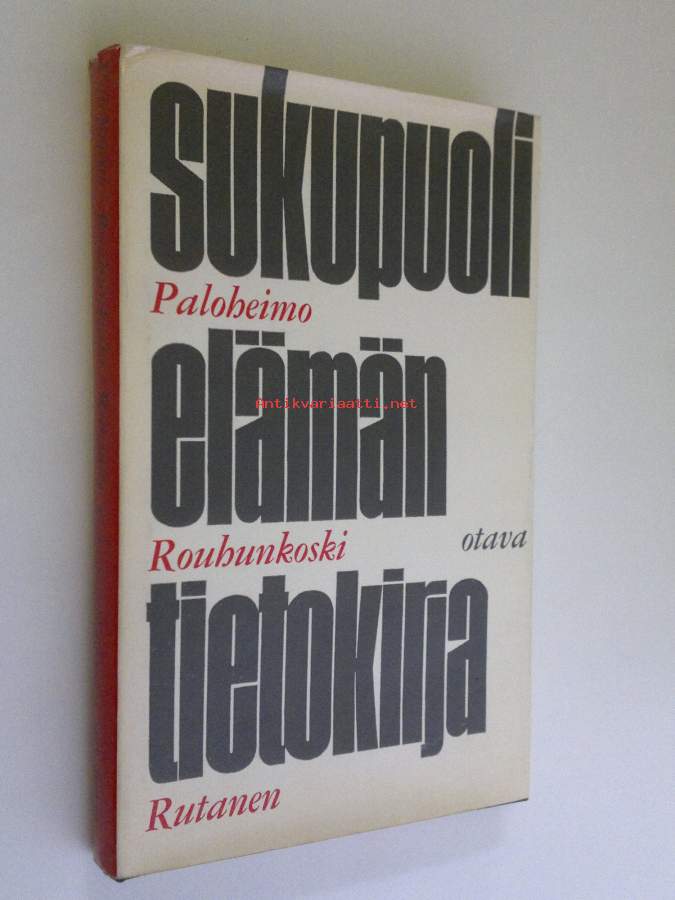 sukupuoli
Paloheimo
elämän
Antikvariaatti.net
Rouhunkoski
otava
tietokirja
Rutanen